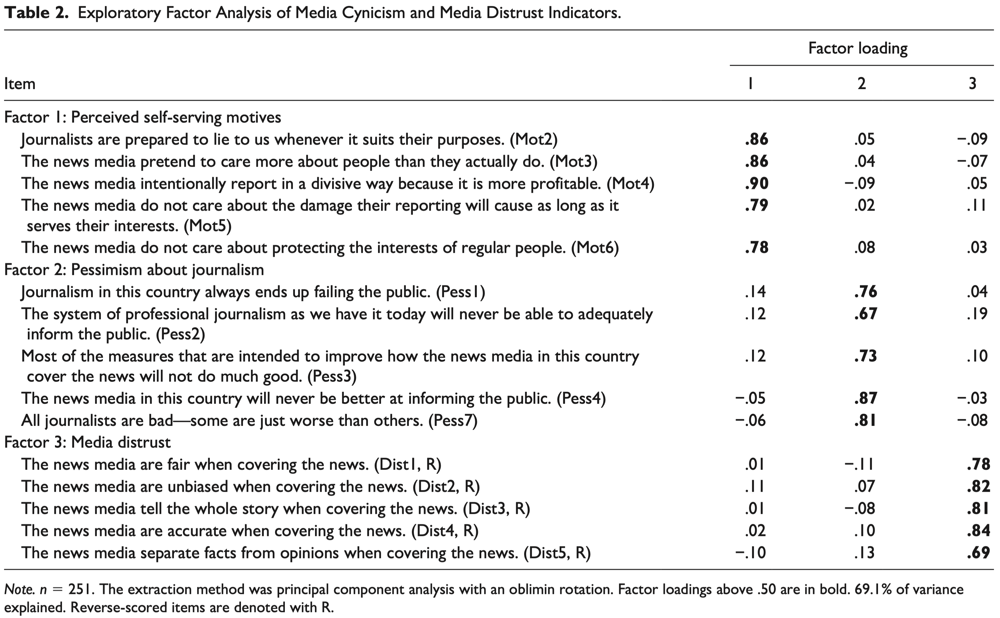 Table 2. Exploratory Factor Analysis of Media Cynicism and Media Distrust Indicators.
Factor loading
Item 1 2 3
Factor 1: Perceived self-serving motives
Journalists are prepared to lie to us whenever it suits their purposes. (Mot2) .86 .05 −.09
The news media pretend to care more about people than they actually do. (Mot3) .86 .04 −.07
The news media intentionally report in a divisive way because it is more profitable. (Mot4) .90 −.09 .05
The news media do not care about the damage their reporting will cause as long as it .79 .02 .11
serves their interests. (Mot5)
The news media do not care about protecting the interests of regular people. (Mot6) .78 .08 .03
Factor 2: Pessimism about journalism
Journalism in this country always ends up failing the public. (Pess1) .14 .76 .04
The system of professional journalism as we have it today will never be able to adequately .12 .67 .19
inform the public. (Pess2)
Most of the measures that are intended to improve how the news media in this country .12 .73 .10
cover the news will not do much good. (Pess3)
The news media in this country will never be better at informing the public. (Pess4) −.05 .87 −.03
All journalists are bad—some are just worse than others. (Pess7) −.06 .81 −.08
Factor 3: Media distrust
The news media are fair when covering the news. (Dist1, R) .01 −.11 .78
The news media are unbiased when covering the news. (Dist2, R) .11 .07 .82
The news media tell the whole story when covering the news. (Dist3, R) .01 −.08 .81
The news media are accurate when covering the news. (Dist4, R) .02 .10 .84
The news media separate facts from opinions when covering the news. (Dist5, R) −.10 .13 .69
Note. n = 251. The extraction method was principal component analysis with an oblimin rotation. Factor loadings above .50 are in bold. 69.1% of variance
explained. Reverse-scored items are denoted with R.